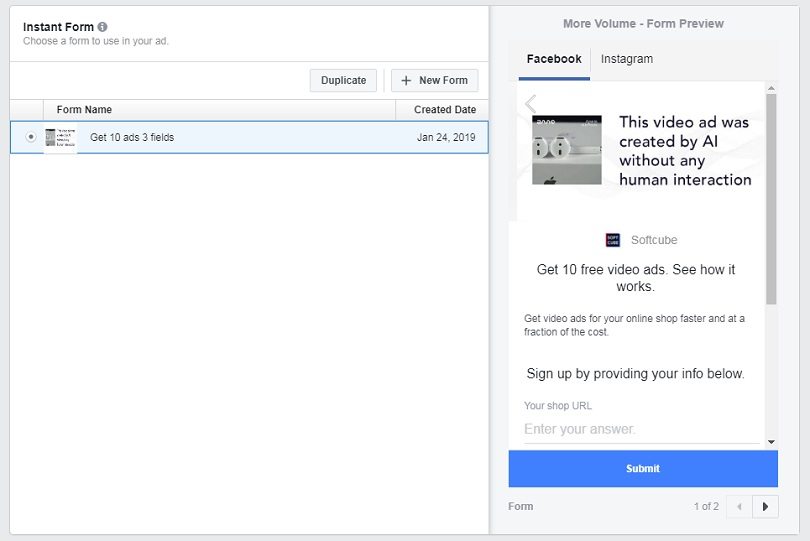 Instant Form
Choose a form to use in your ad.
Duplicate
+ New Form
Form Name
Created Date
Get 10 ads 3 fields
Jan 24, 2019
More Volume - Form Preview
Facebook
Instagram
This video ad was
created by AI
without any
human interaction
SOFT
CUBE
Softcube
Get 10 free video ads. See how it
works.
Get video ads for your online shop faster and at a
fraction of the cost.
Sign up by providing your info below.
Your shop URL
Enter your answer.
Submit
Form
1 of 2